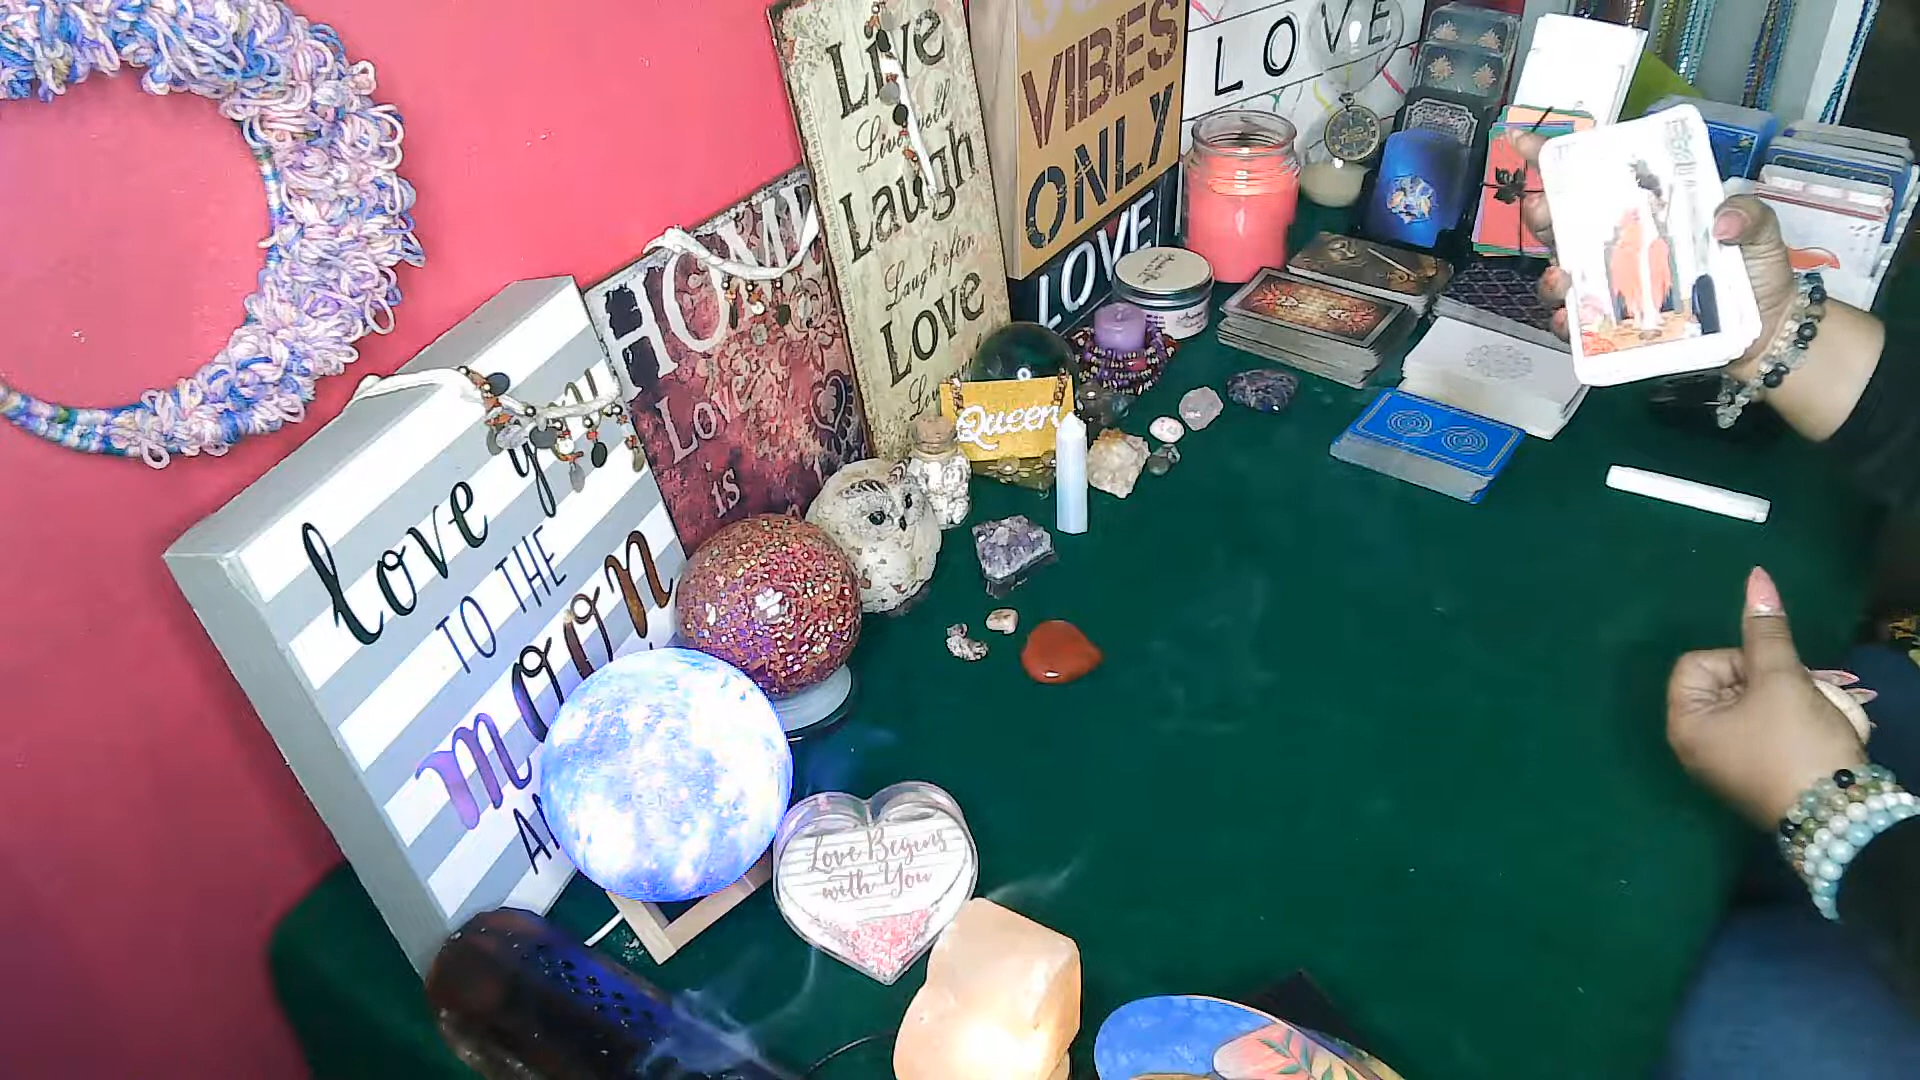 love you
TO THE
moon
HOME
Love
is
Live
Live well
Laugh
Laugh often
Love
VIBES
ONLY
LOVE
LOVE
Queen
Love Begins
with You